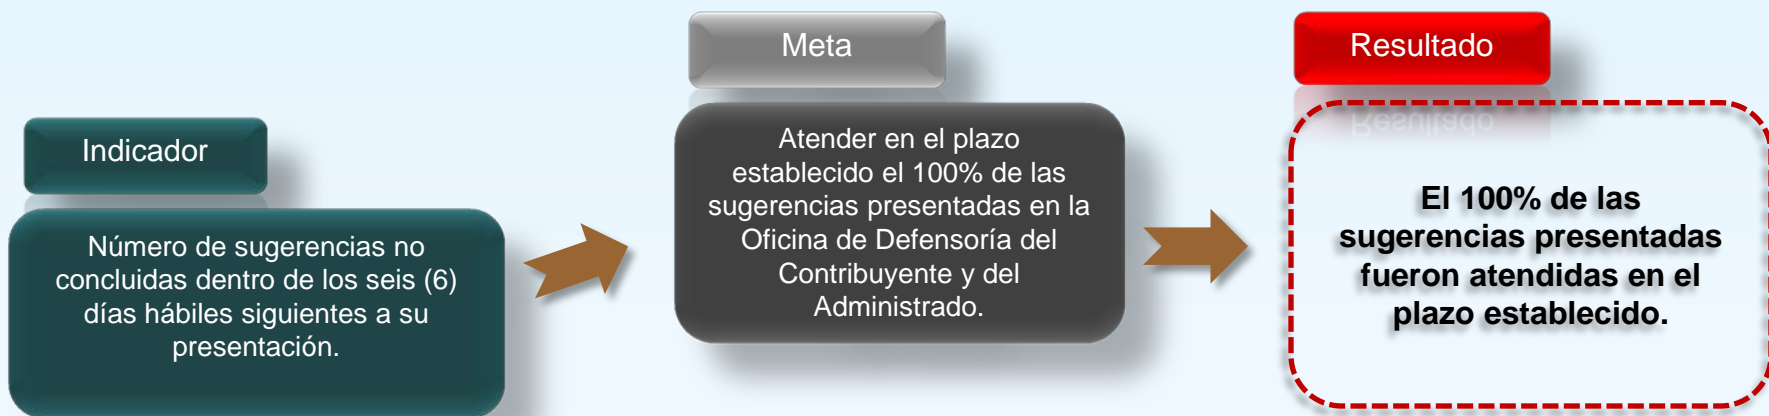 Indicador
Número de sugerencias no
concluidas dentro de los seis (6)
días hábiles siguientes a su
presentación.
Meta
Atender en el plazo
establecido el 100% de las
sugerencias presentadas en la
Oficina de Defensoría del
Contribuyente y del
Administrado.
Resultado
El 100% de las
sugerencias presentadas
fueron atendidas en el
plazo establecido.